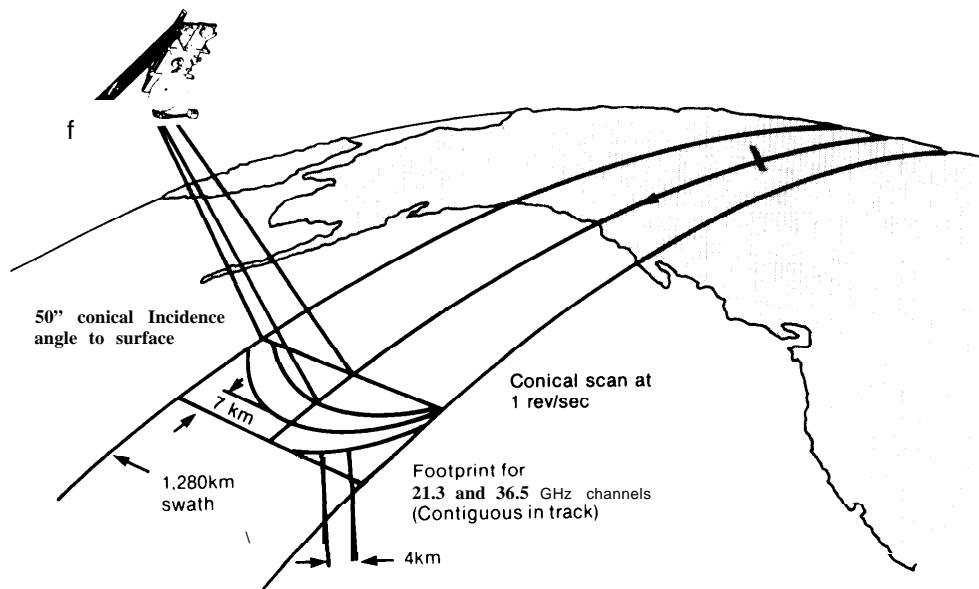 f
50” conical Incidence
angle to surface
7 km
Conical scan at
1 rev/sec
1,280km
swath
Footprint for
21.3 and 36.5 GHz channels
(Contiguous in track)
4km